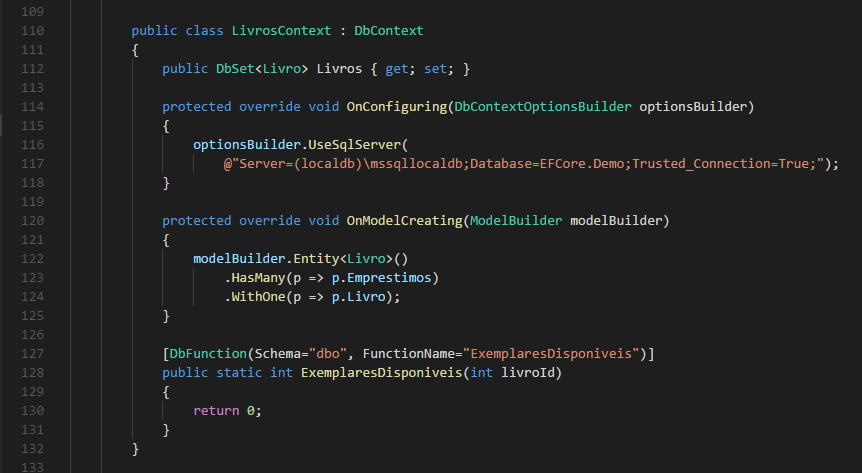 109
110 public class LivrosContext : DbContext
111 {
112 public DbSet<Livro> Livros { get; set; }
113
114 protected override void OnConfiguring(DbContextOptionsBuilder optionsBuilder)
115 {
116 optionsBuilder.UseSqlServer(
117 @"Server=(localdb)\mssqllocaldb;Database=EFCore.Demo;Trusted_Connection=True;");
118 }
119
120 protected override void OnModelCreating(ModelBuilder modelBuilder)
121 {
122 modelBuilder.Entity<Livro>()
123 .HasMany(p => p.Emprestimos)
124 .WithOne(p => p.Livro);
125 }
126
127 [DbFunction(Schema="dbo", FunctionName="ExemplaresDisponiveis")]
128 public static int ExemplaresDisponiveis(int livroId)
129 {
130 return 0;
131 }
132 }
133